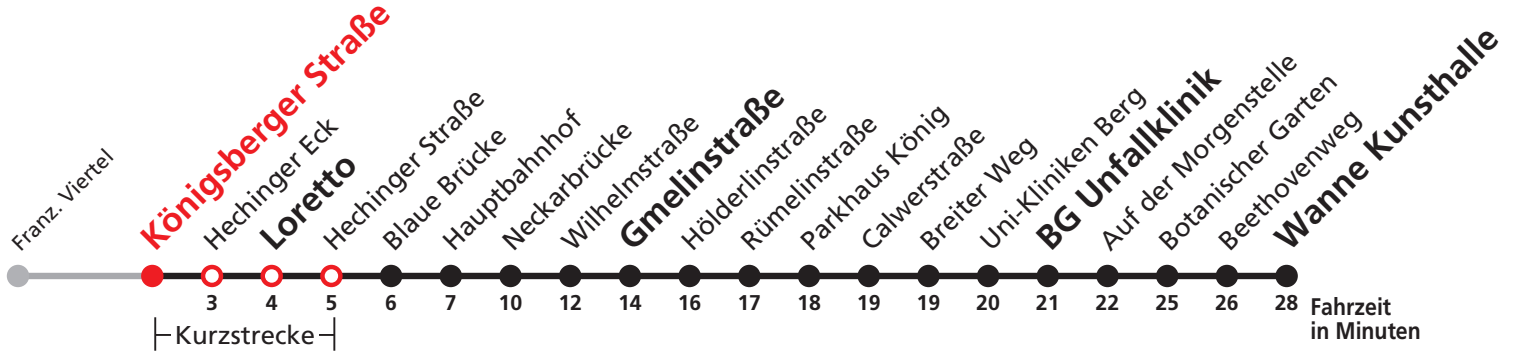 Franz. Viertel
Königsberger Straße
Hechinger Eck
Loretto
Hechinger Straße
Blaue Brücke
Hauptbahnhof
Neckarbrücke
Wilhelmstraße
Gmelinstraße
Hölderlinstraße
Rümelinstraße
Parkhaus König
Calwerstraße
Breiter Weg
Uni-Kliniken Berg
BG Unfallklinik
Auf der Morgenstelle
Botanischer Garten
Beethovenweg
Wanne Kunsthalle
3 4 5 6 7 10 12 14 16 17 18 19 19 20 21 22 25 26 28
Fahrzeit
in Minuten
Kurzstrecke